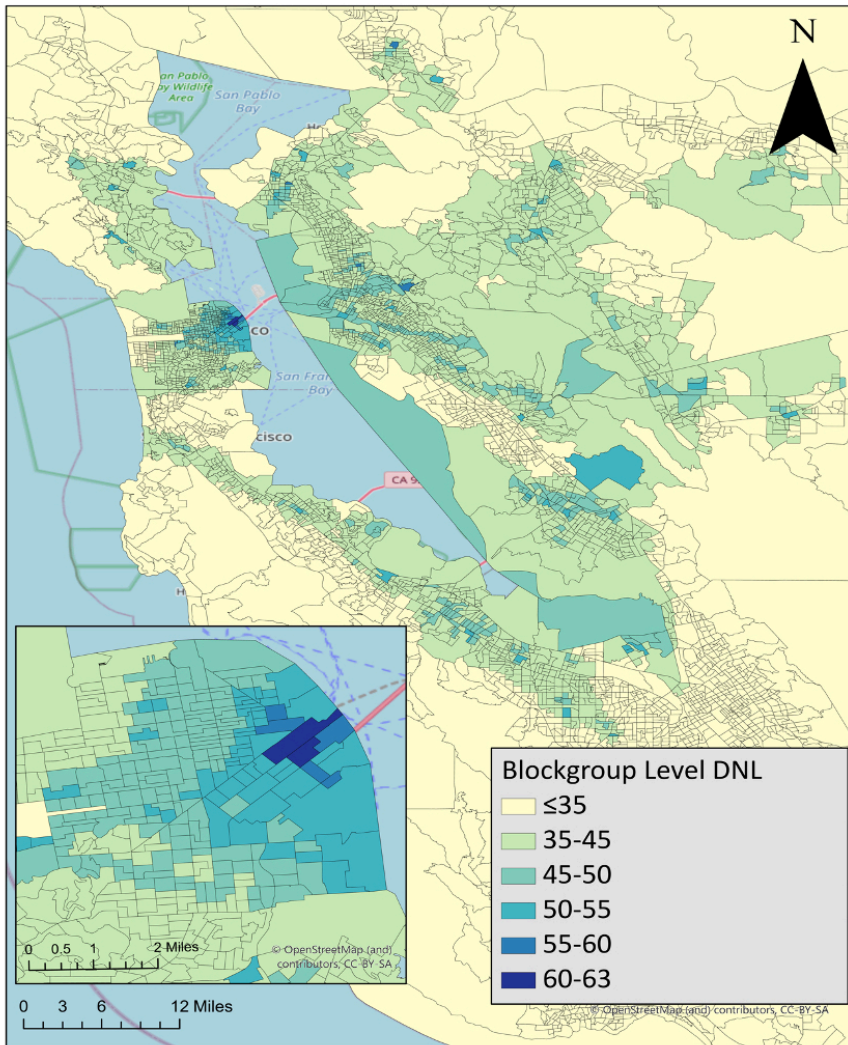 N
an Pablo
y Wildlife
Area
San Pablo
Bay
H
CO
San Fran
Bay
cisco
CA 9
H
© OpenStreetMap (and)
contributors, CC-BY-SA
0 0.5 1 2 Miles
0 3 6 12 Miles
Blockgroup Level DNL
≤35
35-45
45-50
50-55
55-60
60-63
© OpenStreetMap (and) contributors, CC-BY-SA